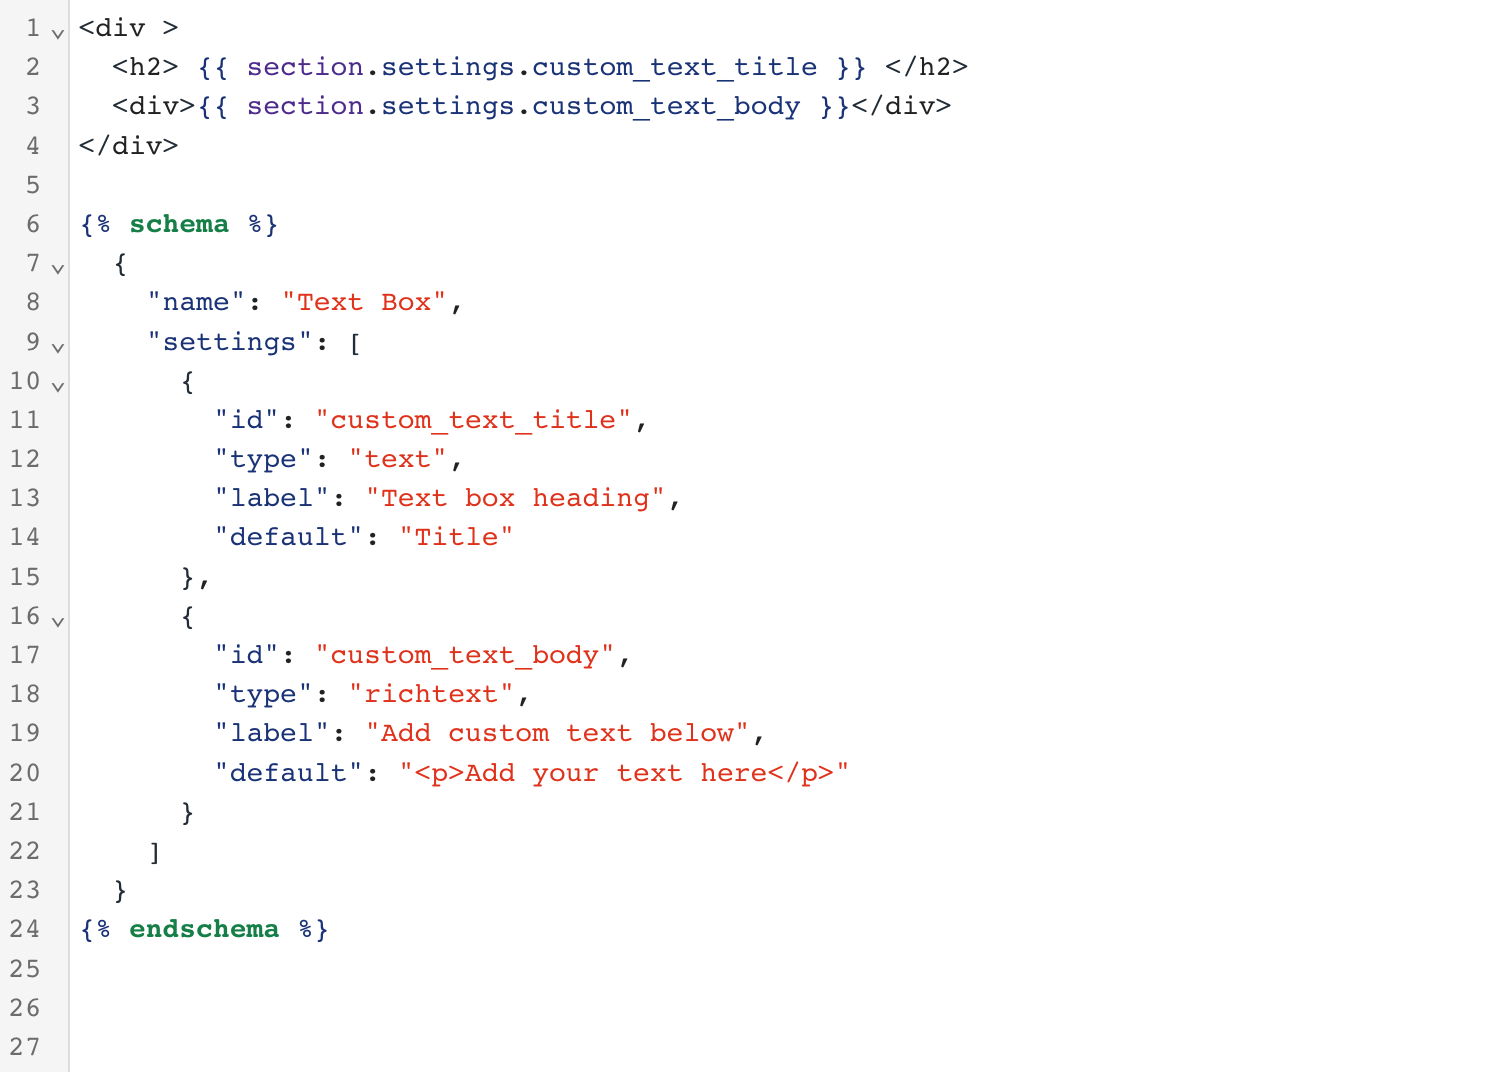 1 <div >
2   <h2> {{ section.settings.custom_text_title }} </h2>
3   <div>{{ section.settings.custom_text_body }}</div>
4 </div>
5
6 {% schema %}
7   {
8     "name": "Text Box",
9     "settings": [
10       {
11         "id": "custom_text_title",
12         "type": "text",
13         "label": "Text box heading",
14         "default": "Title"
15       },
16       {
17         "id": "custom_text_body",
18         "type": "richtext",
19         "label": "Add custom text below",
20         "default": "<p>Add your text here</p>"
21       }
22     ]
23   }
24 {% endschema %}
25
26
27